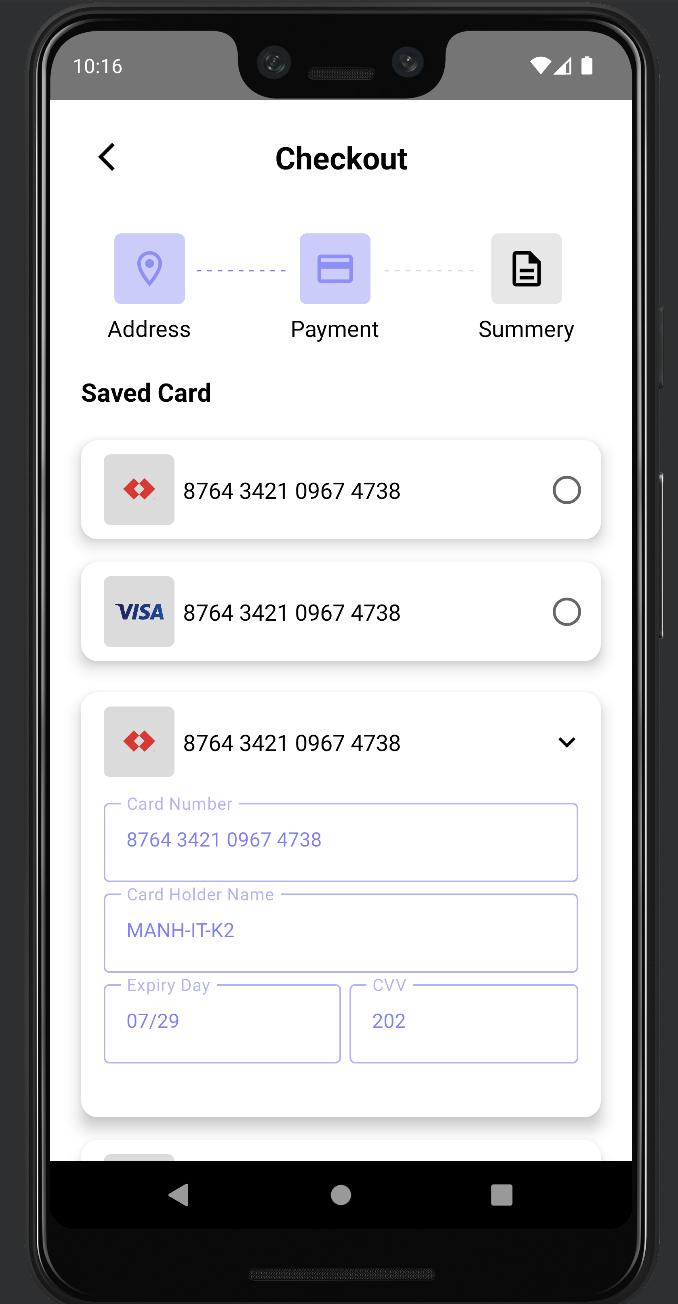 10:16
Checkout
Address Payment Summery
Saved Card
8764 3421 0967 4738
VISA 8764 3421 0967 4738
8764 3421 0967 4738
Card Number
8764 3421 0967 4738
Card Holder Name
MANH-IT-K2
Expiry Day CVV
07/29 202